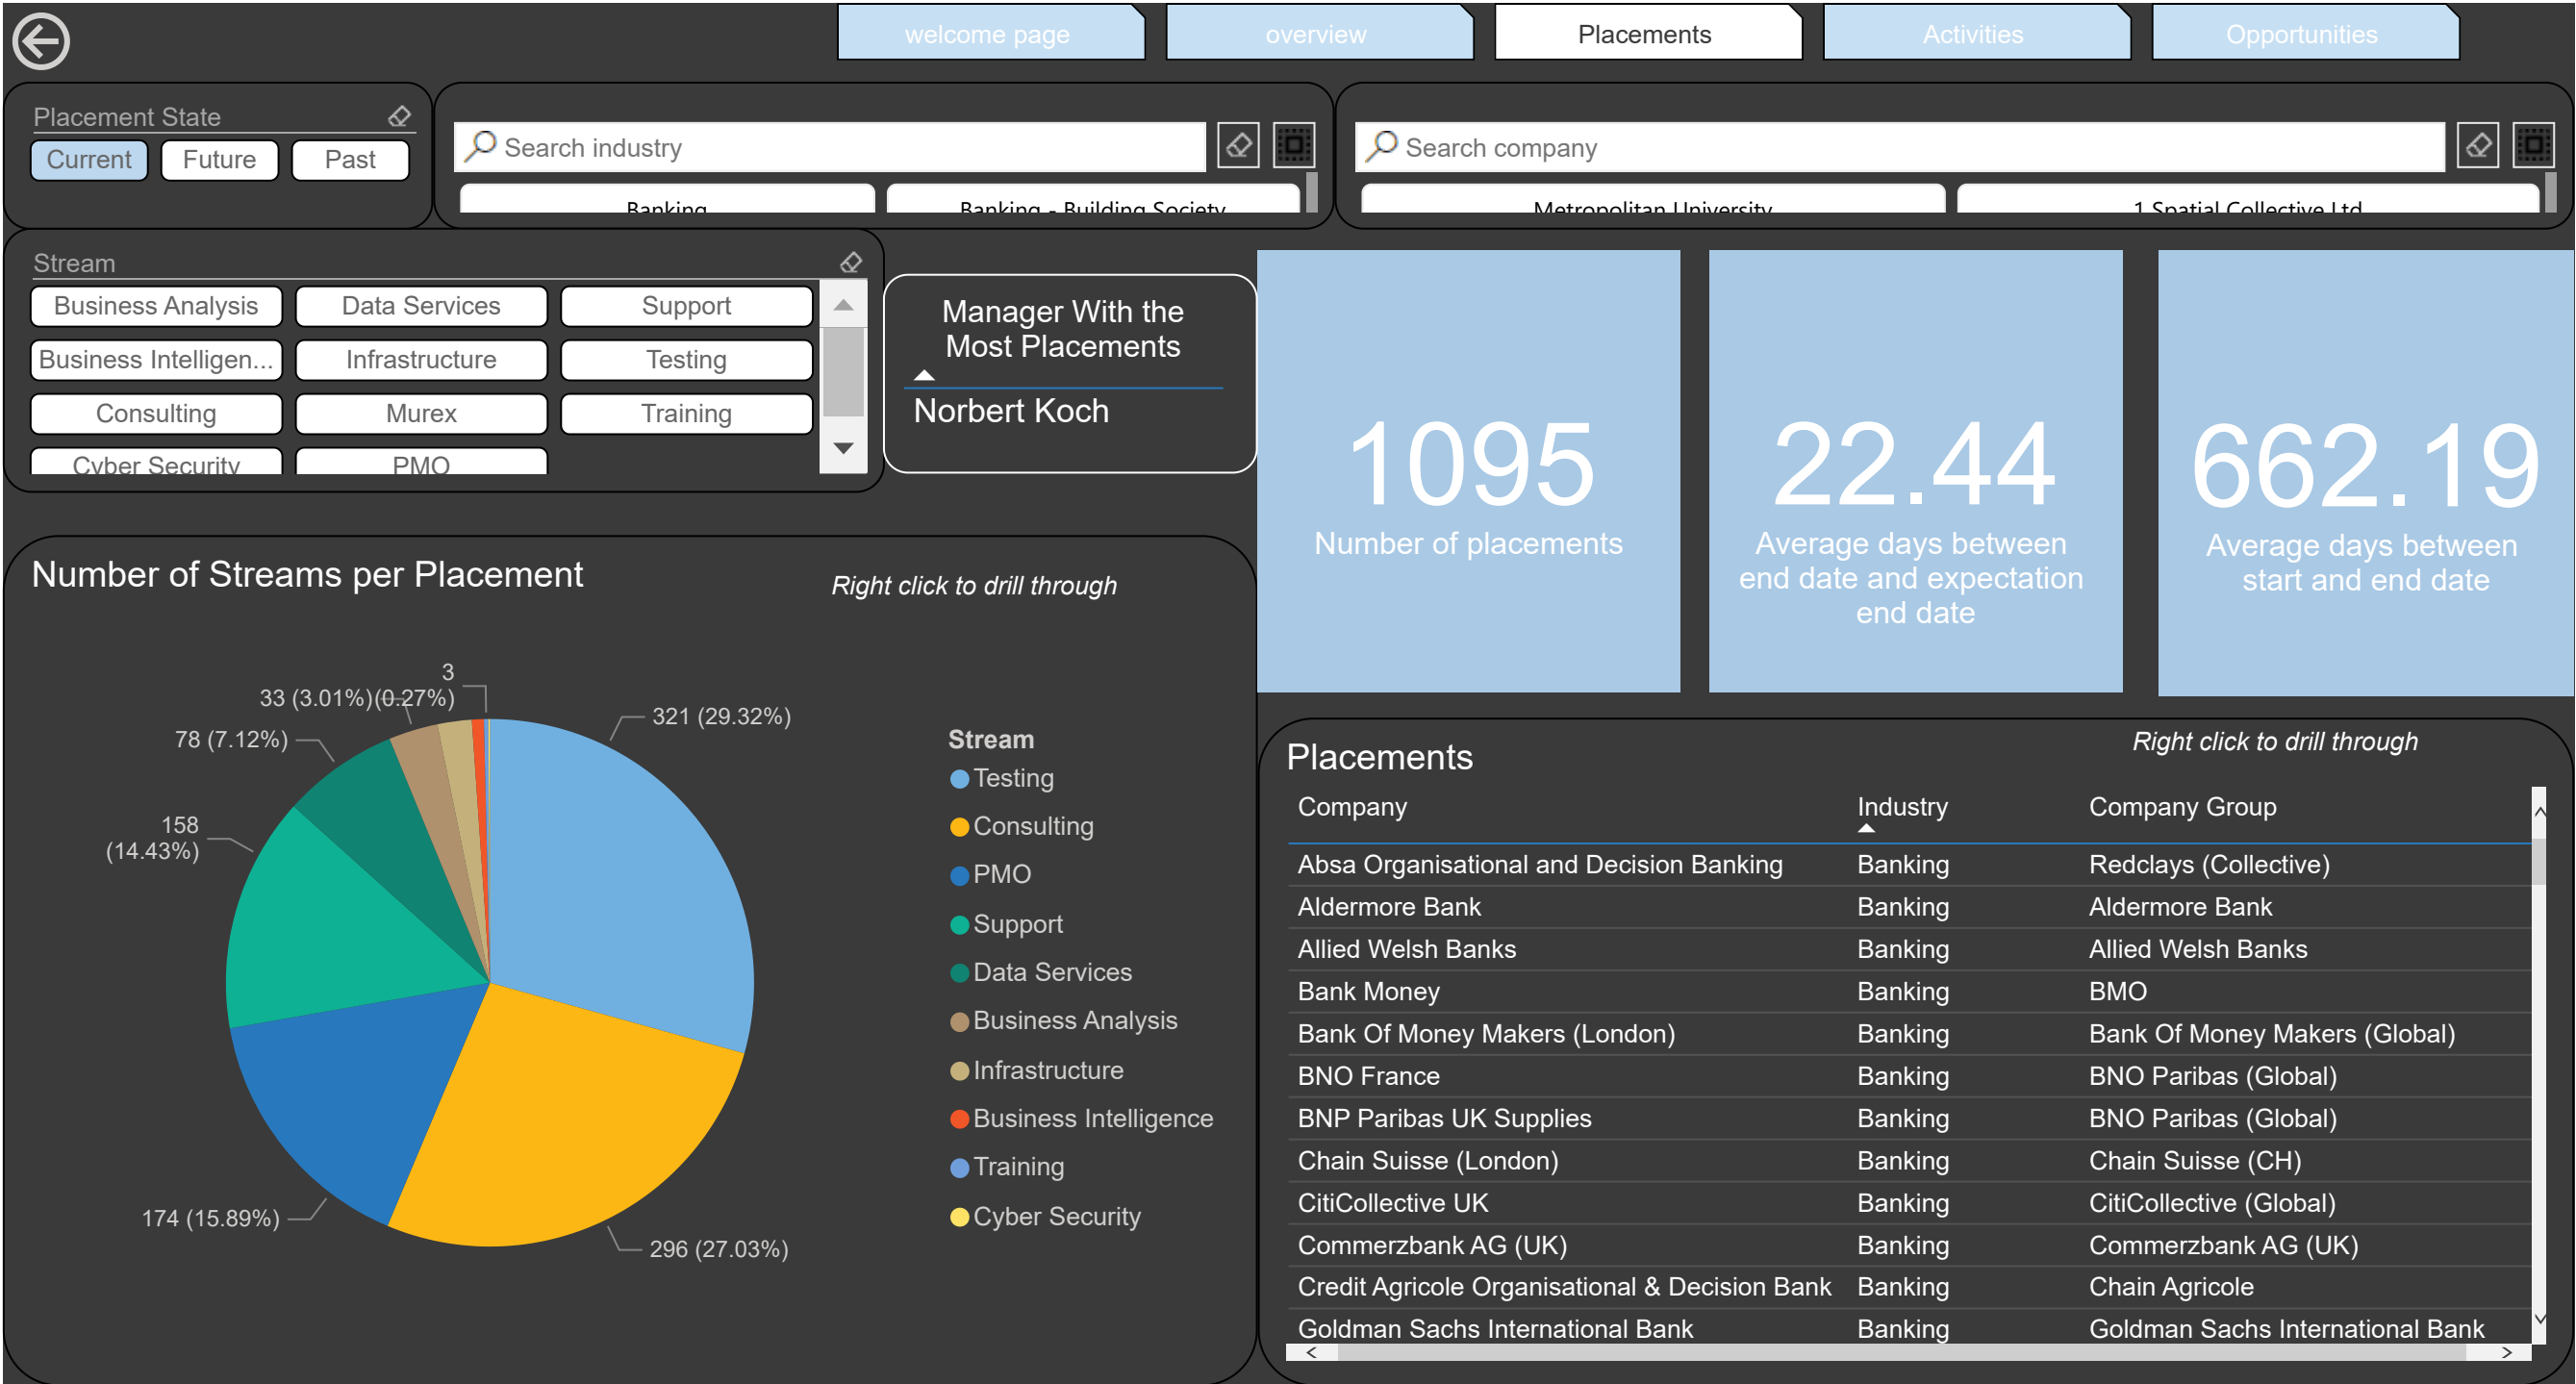 welcome page
overview
Placements
Activities
Opportunities
Placement State
Current
Future
Past
Search industry
Banking
Banking - Building Society
Search company
Metropolitan University
1 Spatial Collective Ltd
Stream
Business Analysis
Data Services
Support
Business Intelligen...
Infrastructure
Testing
Consulting
Murex
Training
Cyber Security
PMO
Manager With the
Most Placements
Norbert Koch
1095
Number of placements
22.44
Average days between
end date and expectation
end date
662.19
Average days between
start and end date
Number of Streams per Placement
Right click to drill through
3
(0.27%)
33 (3.01%)
78 (7.12%)
158
(14.43%)
174 (15.89%)
321 (29.32%)
296 (27.03%)
Stream
Testing
Consulting
PMO
Support
Data Services
Business Analysis
Infrastructure
Business Intelligence
Training
Cyber Security
Placements
Right click to drill through
Company Industry Company Group
Absa Organisational and Decision Banking Banking Redclays (Collective)
Aldermore Bank Banking Aldermore Bank
Allied Welsh Banks Banking Allied Welsh Banks
Bank Money Banking BMO
Bank Of Money Makers (London) Banking Bank Of Money Makers (Global)
BNO France Banking BNO Paribas (Global)
BNP Paribas UK Supplies Banking BNO Paribas (Global)
Chain Suisse (London) Banking Chain Suisse (CH)
CitiCollective UK Banking CitiCollective (Global)
Commerzbank AG (UK) Banking Commerzbank AG (UK)
Credit Agricole Organisational & Decision Bank Banking Chain Agricole
Goldman Sachs International Bank Banking Goldman Sachs International Bank